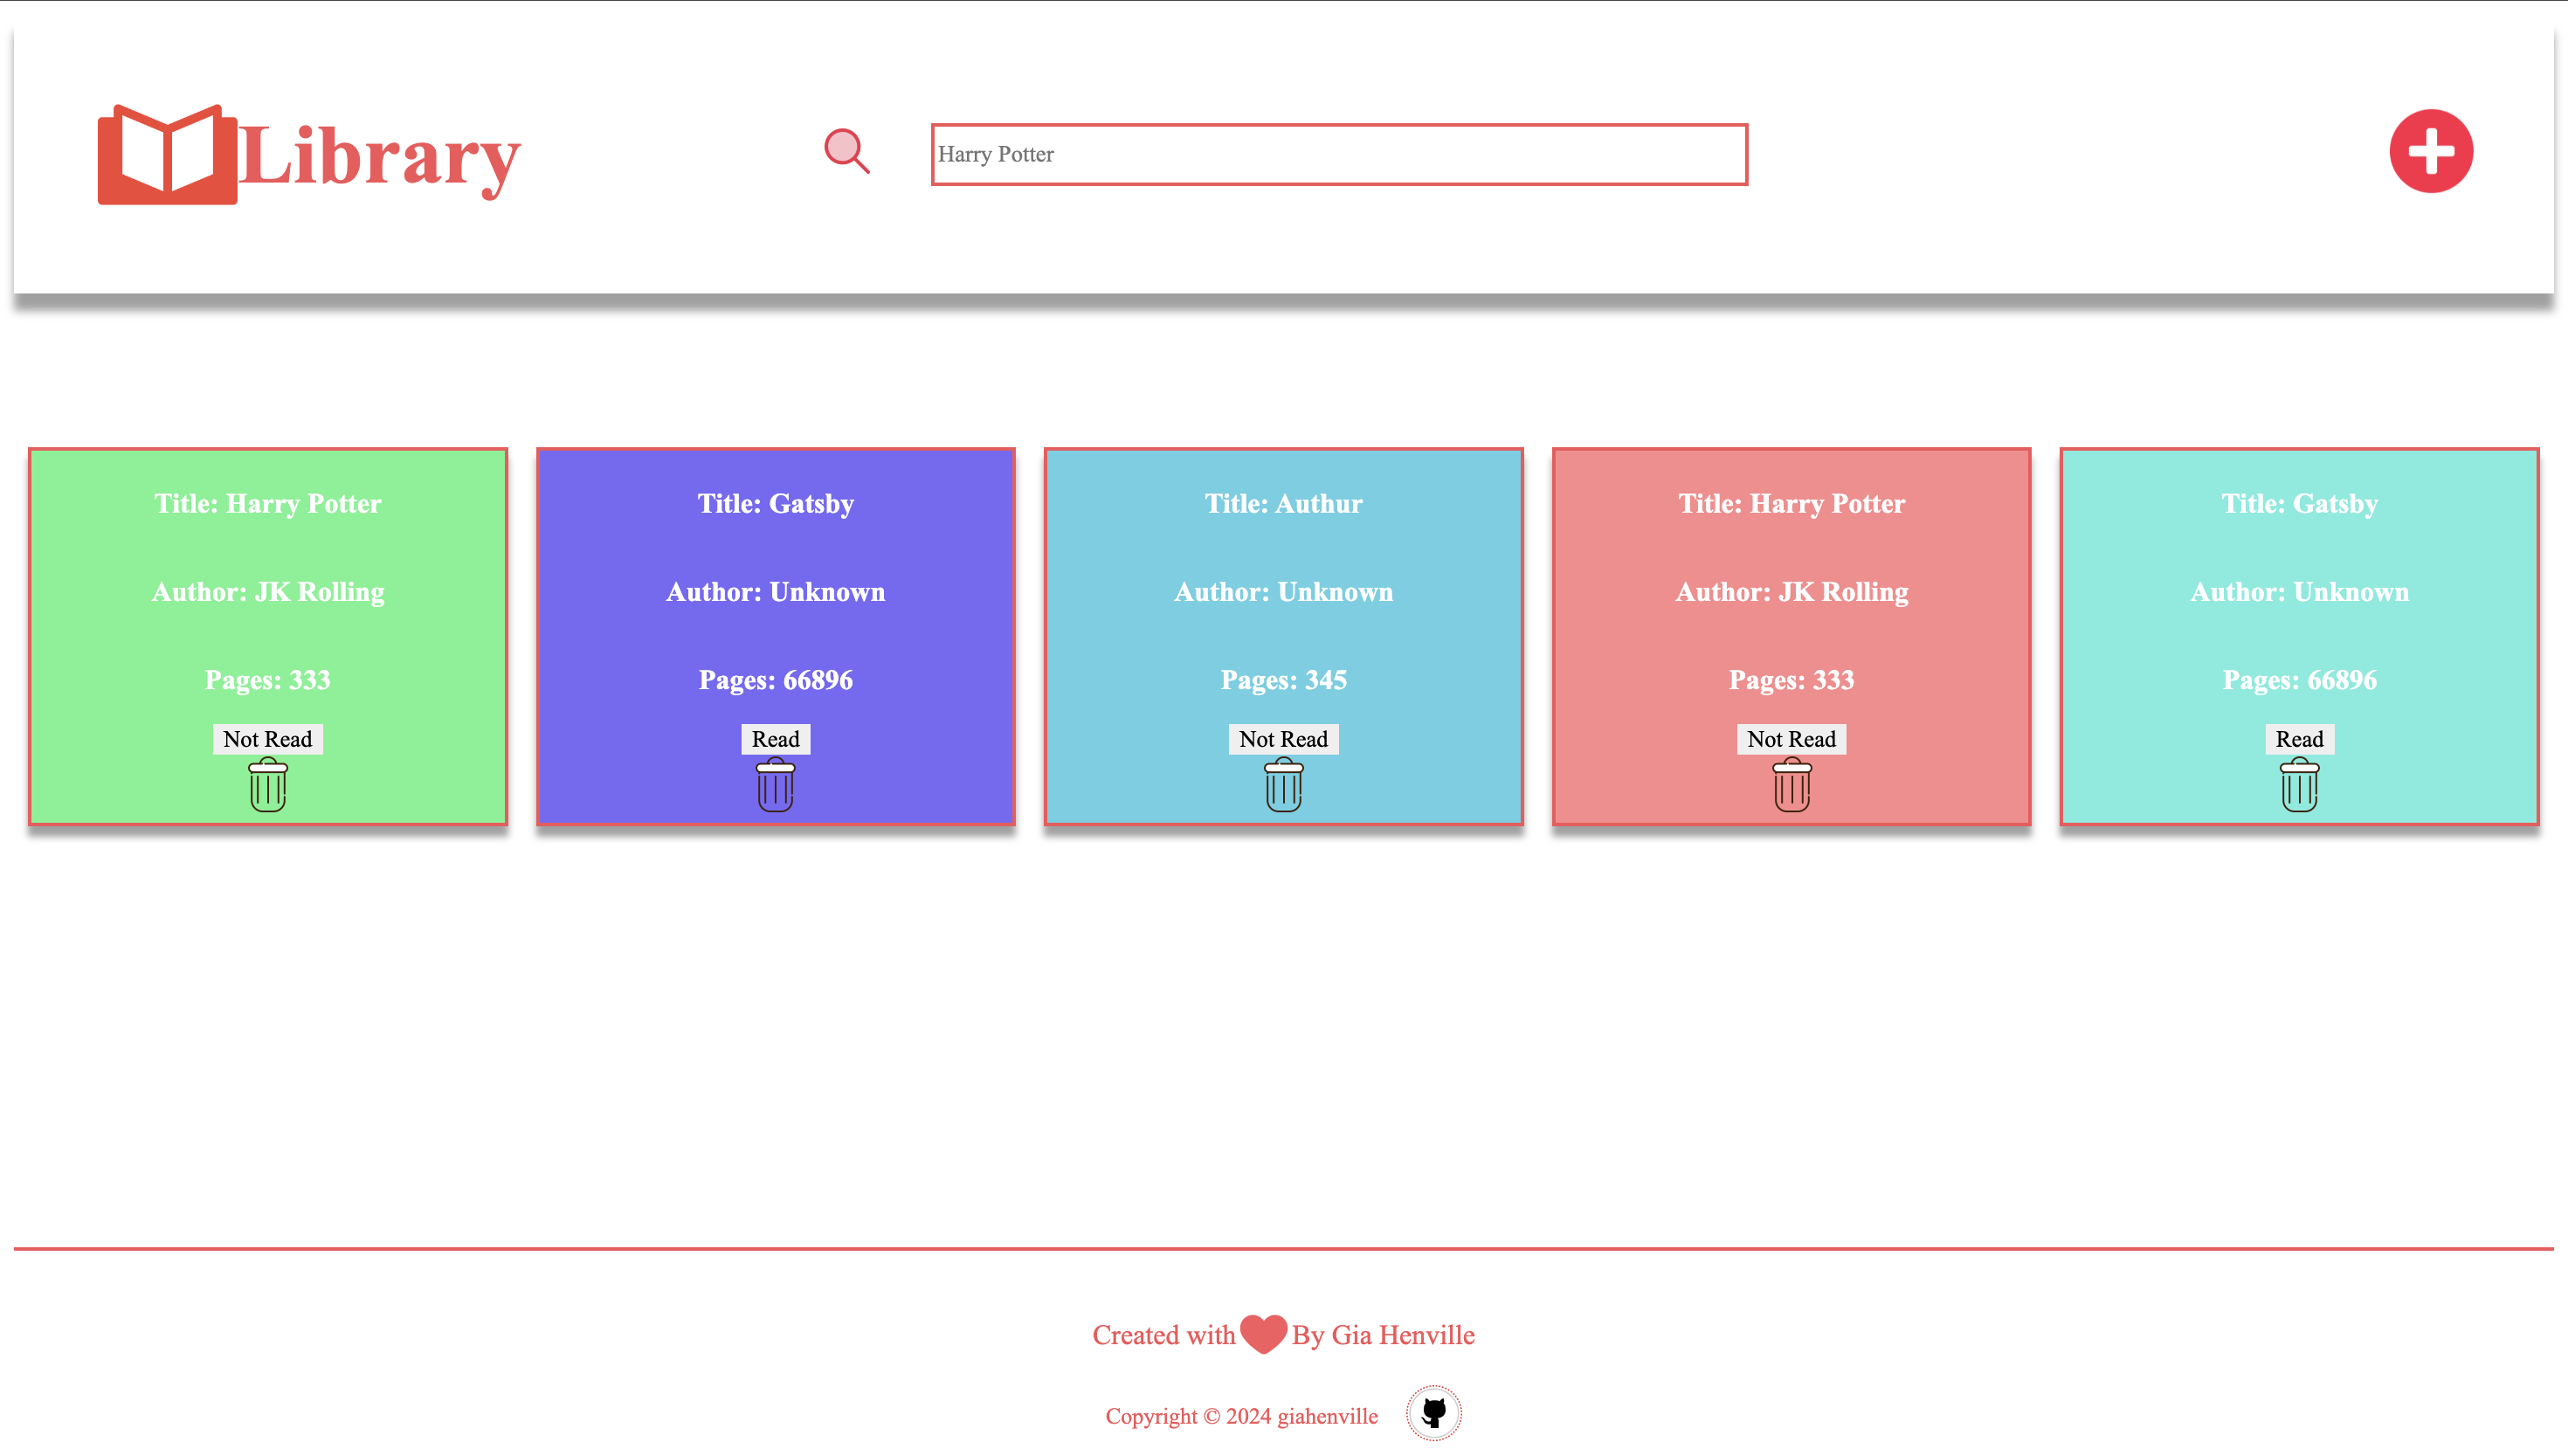 Library
Harry Potter
Title: Harry Potter
Author: JK Rolling
Pages: 333
Not Read
Title: Gatsby
Author: Unknown
Pages: 66896
Read
Title: Authur
Author: Unknown
Pages: 345
Not Read
Title: Harry Potter
Author: JK Rolling
Pages: 333
Not Read
Title: Gatsby
Author: Unknown
Pages: 66896
Read
Created with By Gia Henville
Copyright © 2024 giahenville